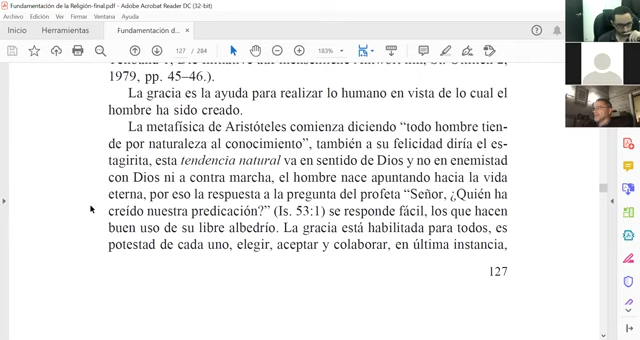 Fundamentación de la Religión-final.pdf - Adobe Acrobat Reader DC (32-bit)
Archivo Edición Ver Firmar Ventana Ayuda
Inicio Herramientas Fundamentación d...
127 / 284 183%
1979, pp. 45–46.).
La gracia es la ayuda para realizar lo humano en vista de lo cual el
hombre ha sido creado.
La metafísica de Aristóteles comienza diciendo “todo hombre tien-
de por naturaleza al conocimiento”, también a su felicidad diría el es-
tagirita, esta tendencia natural va en sentido de Dios y no en enemistad
con Dios ni a contra marcha, el hombre nace apuntando hacia la vida
eterna, por eso la respuesta a la pregunta del profeta “Señor, ¿Quién ha
creído nuestra predicación?” (Is. 53:1) se responde fácil, los que hacen
buen uso de su libre albedrío. La gracia está habilitada para todos, es
potestad de cada uno, elegir, aceptar y colaborar, en última instancia,
127